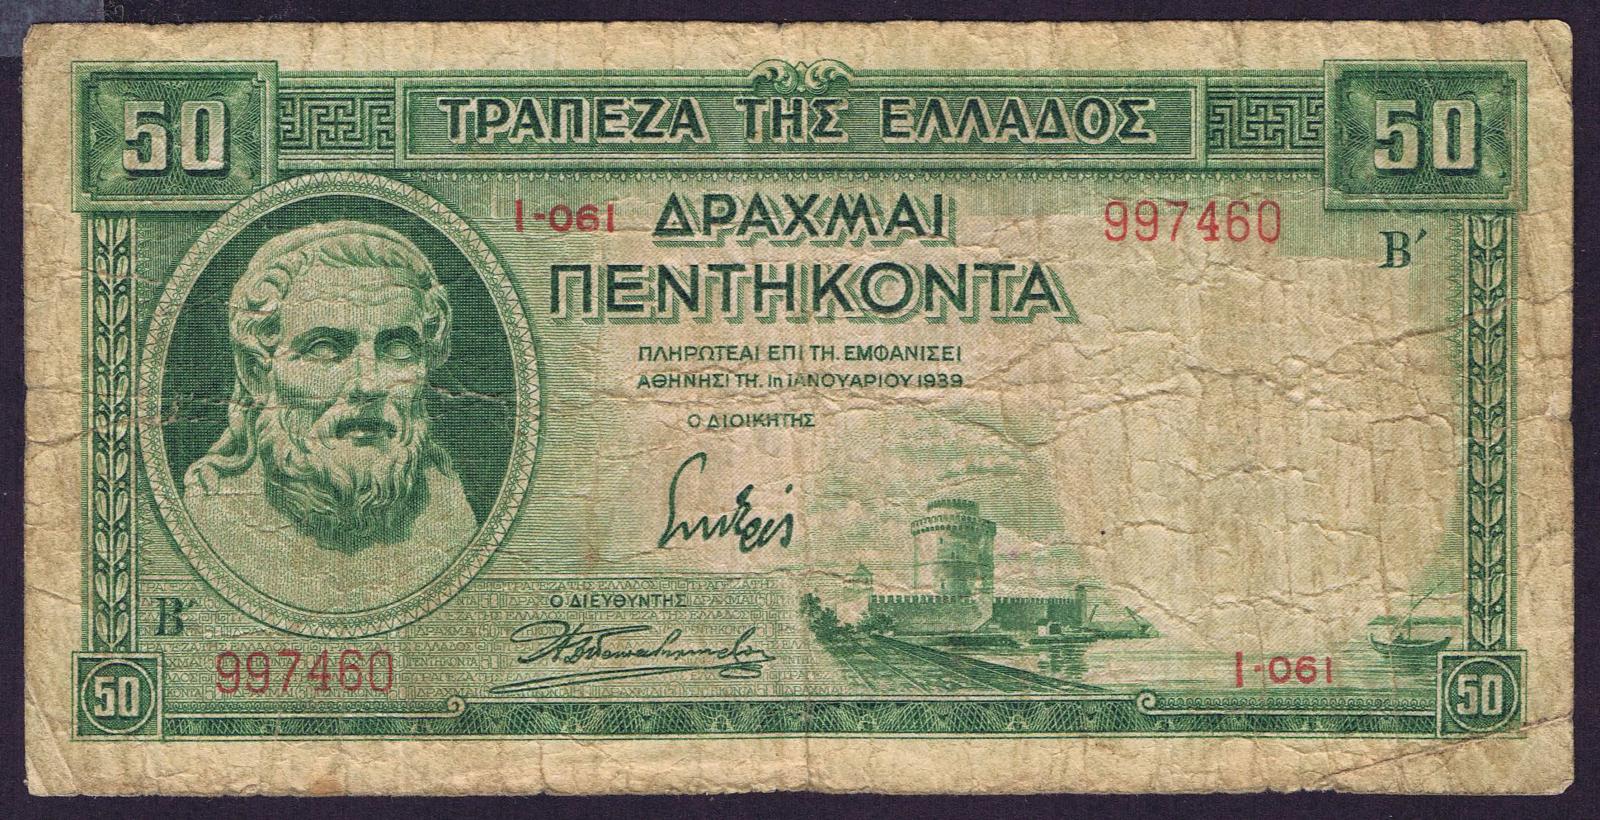 50 ΤΡΑΠΕΖΑ ΤΗΣ ΕΛΛΑΔΟΣ 50
Ι-061 ΔΡΑΧΜΑΙ 997460
Β΄
ΠΕΝΤΗΚΟΝΤΑ
ΠΛΗΡΩΤΕΑΙ ΕΠΙ ΤΗ. ΕΜΦΑΝΙΣΕΙ
ΑΘΗΝΗΣΙ ΤΗ. 1η ΙΑΝΟΥΑΡΙΟΥ 1939
Ο ΔΙΟΙΚΗΤΗΣ
Ο ΔΙΕΥΘΥΝΤΗΣ
Β΄
997460 Ι-061
50 50